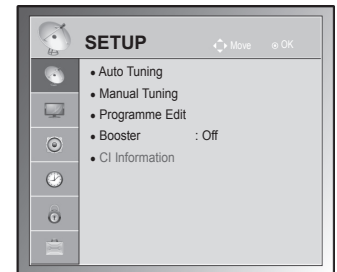 SETUP
Move
OK
• Auto Tuning
• Manual Tuning
• Programme Edit
• Booster : Off
• CI Information